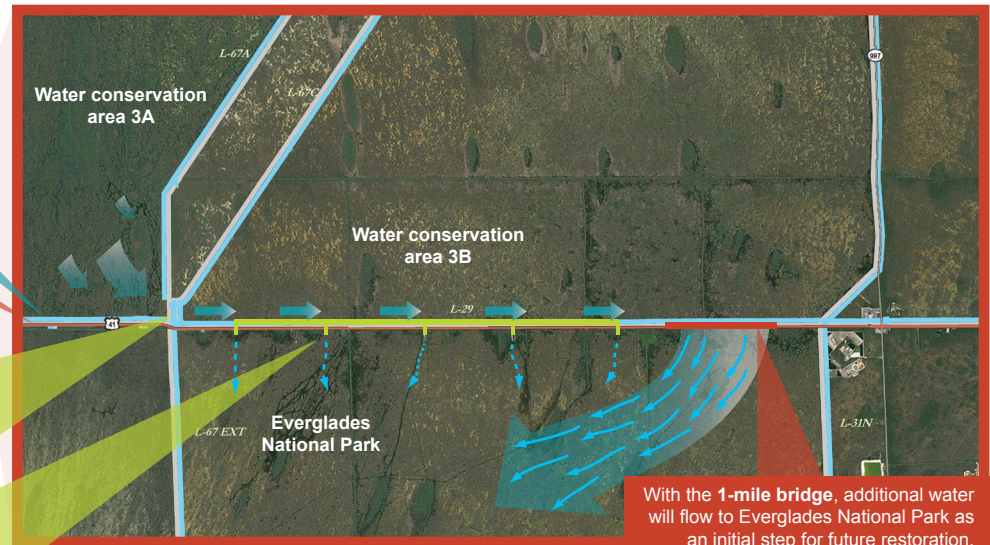 L-67A
997
L-67C
Water conservation
area 3A
Water conservation
area 3B
L-29
41
Everglades
National Park
L-67 EXT
L-31N
With the 1-mile bridge, additional water
will flow to Everglades National Park as
an initial step for future restoration.